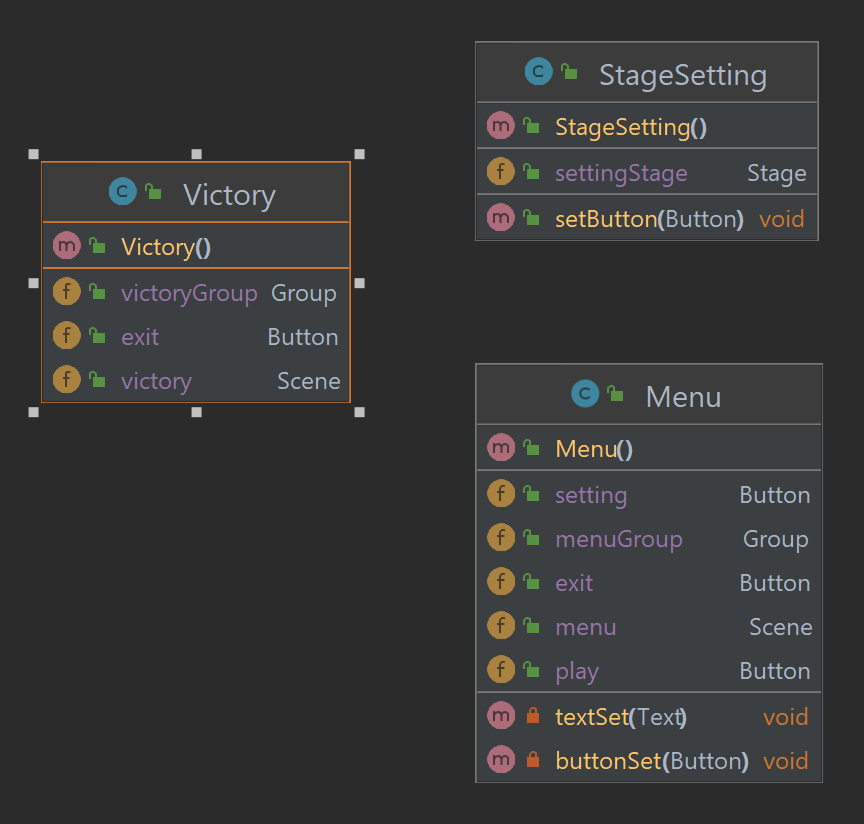 C Victory
m Victory()
f victoryGroup Group
f exit Button
f victory Scene
C StageSetting
m StageSetting()
f settingStage Stage
m setButton(Button) void
C Menu
m Menu()
f setting Button
f menuGroup Group
f exit Button
f menu Scene
f play Button
m textSet(Text) void
m buttonSet(Button) void